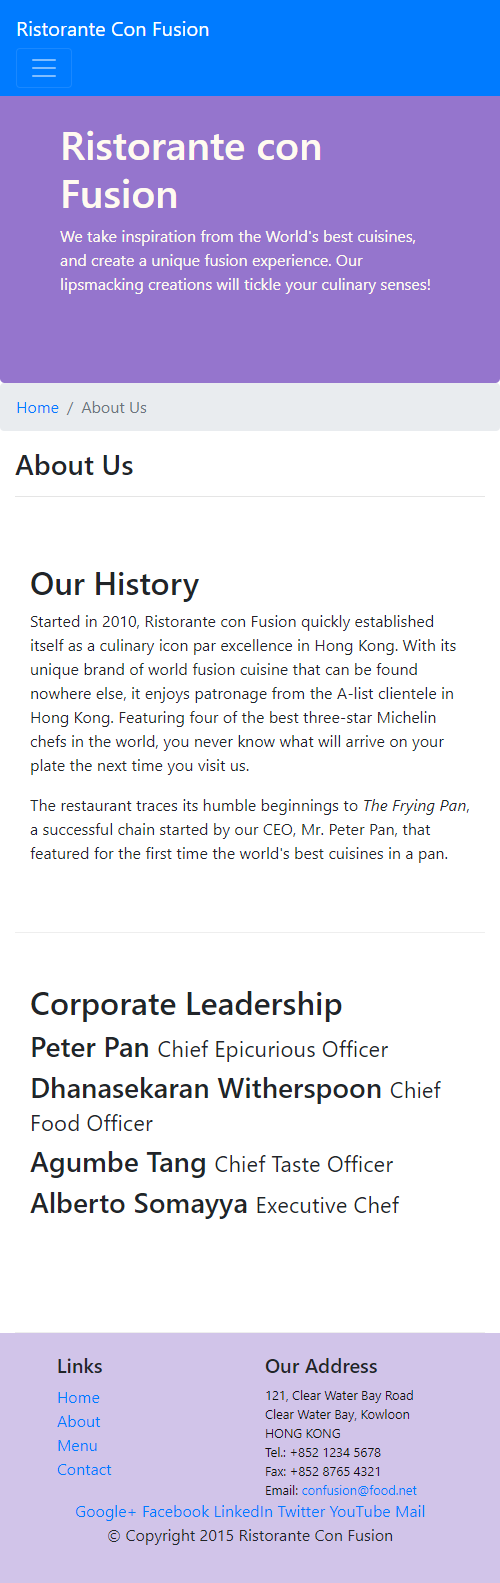 Ristorante Con Fusion
Ristorante con
Fusion
We take inspiration from the World's best cuisines,
and create a unique fusion experience. Our
lipsmacking creations will tickle your culinary senses!
Home / About Us
About Us
Our History
Started in 2010, Ristorante con Fusion quickly established
itself as a culinary icon par excellence in Hong Kong. With its
unique brand of world fusion cuisine that can be found
nowhere else, it enjoys patronage from the A-list clientele in
Hong Kong. Featuring four of the best three-star Michelin
chefs in the world, you never know what will arrive on your
plate the next time you visit us.
The restaurant traces its humble beginnings to The Frying Pan,
a successful chain started by our CEO, Mr. Peter Pan, that
featured for the first time the world's best cuisines in a pan.
Corporate Leadership
Peter Pan Chief Epicurious Officer
Dhanasekaran Witherspoon Chief
Food Officer
Agumbe Tang Chief Taste Officer
Alberto Somayya Executive Chef
Links
Home
About
Menu
Contact
Our Address
121, Clear Water Bay Road
Clear Water Bay, Kowloon
HONG KONG
Tel.: +852 1234 5678
Fax: +852 8765 4321
Email: confusion@food.net
Google+ Facebook LinkedIn Twitter YouTube Mail
© Copyright 2015 Ristorante Con Fusion